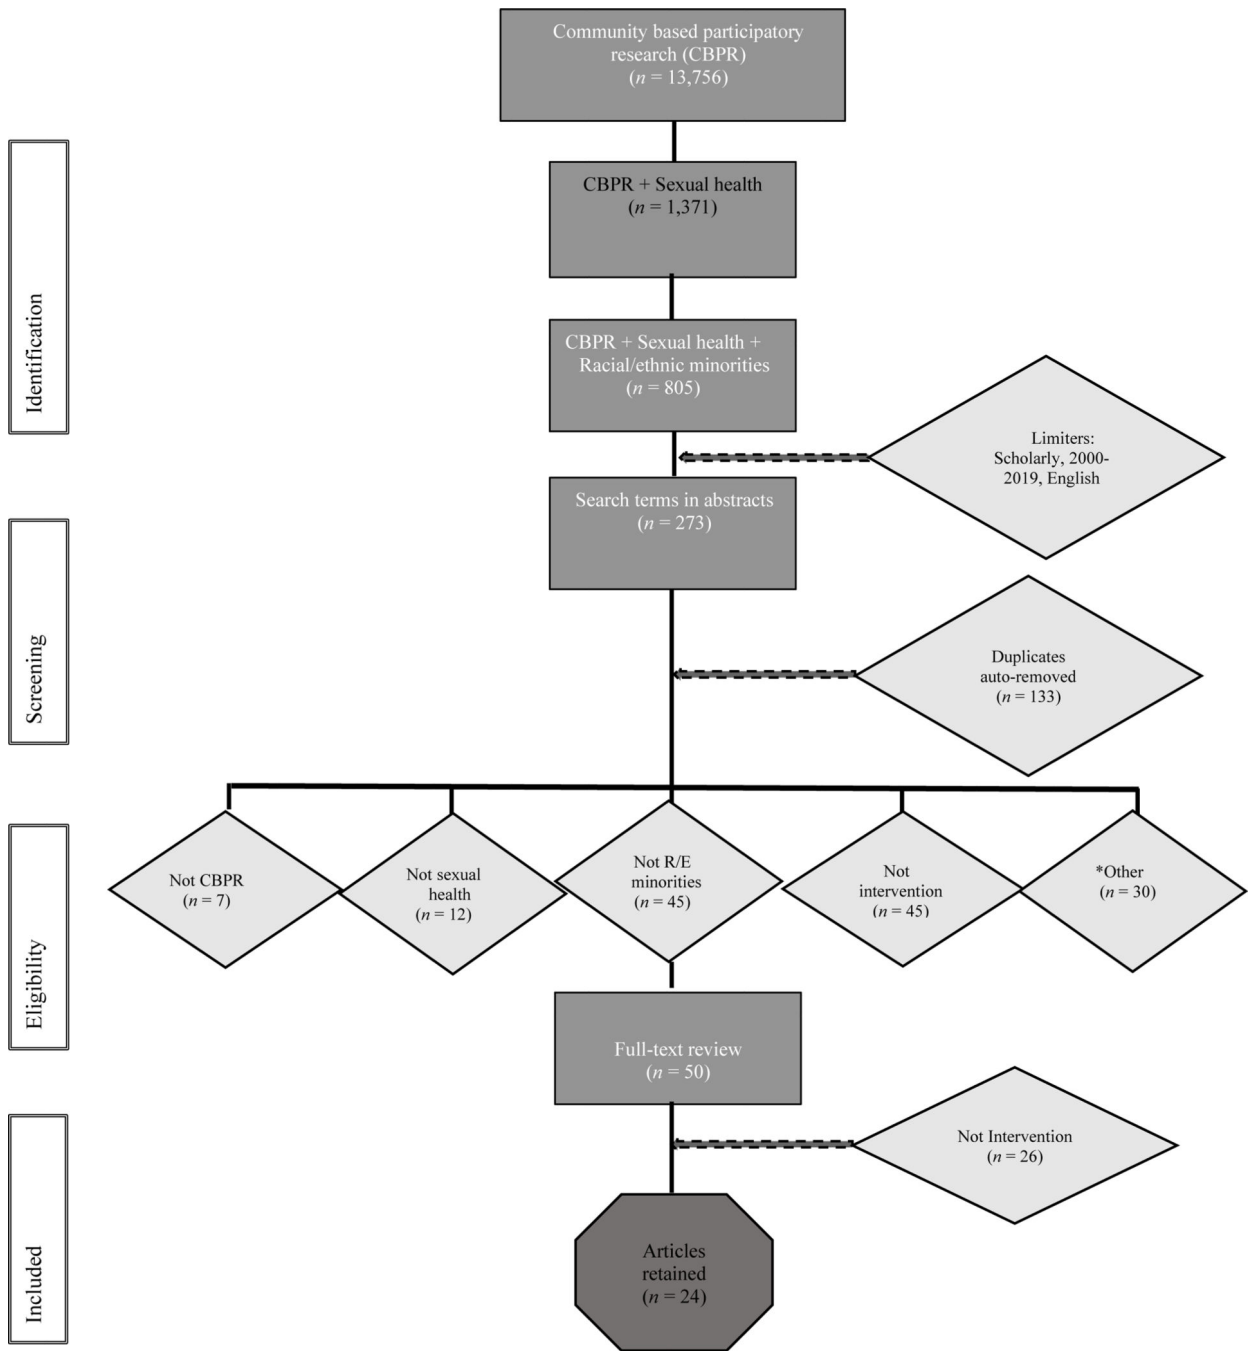 Community based participatory
research (CBPR)
(n = 13,756)
Identification
CBPR + Sexual health
(n = 1,371)
CBPR + Sexual health +
Racial/ethnic minorities
(n = 805)
Limiters:
Scholarly, 2000-
2019, English
Screening
Search terms in abstracts
(n = 273)
Duplicates
auto-removed
(n = 133)
Eligibility
Not CBPR
(n = 7)
Not sexual
health
(n = 12)
Not R/E
minorities
(n = 45)
Not
intervention
(n = 45)
*Other
(n = 30)
Full-text review
(n = 50)
Included
Not Intervention
(n = 26)
Articles
retained
(n = 24)